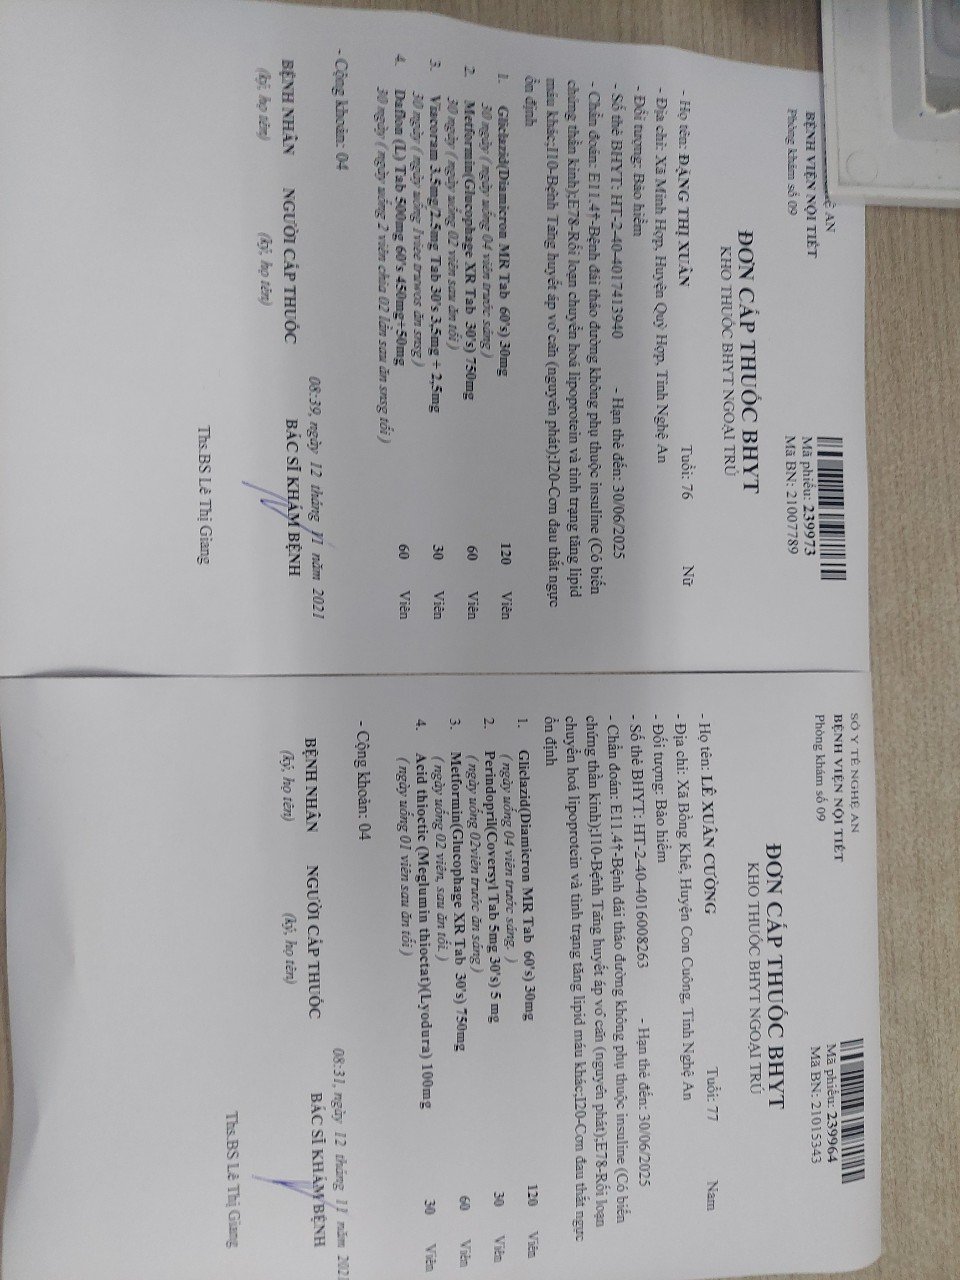 Ế AN
BỆNH VIỆN NỘI TIẾT
Phòng khám số 09
Mã phiếu: 239973
Mã BN: 21007789
ĐƠN CẤP THUỐC BHYT
KHO THUỐC BHYT NGOẠI TRÚ
- Họ tên: ĐẶNG THỊ XUÂN Tuổi: 76 Nữ
- Địa chỉ: Xã Minh Hợp, Huyện Quỳ Hợp, Tỉnh Nghệ An
- Đối tượng: Bảo hiểm
- Số thẻ BHYT: HT-2-40-4017413940 - Hạn thẻ đến: 30/06/2025
- Chẩn đoán: E11.4†-Bệnh đái tháo đường không phụ thuộc insuline (Có biến
chứng thần kinh);E78-Rối loạn chuyển hoá lipoprotein và tình trạng tăng lipid
máu khác;I10-Bệnh Tăng huyết áp vô căn (nguyên phát);I20-Cơn đau thắt ngực
ổn định
1. Gliclazid(Diamicron MR Tab 60's) 30mg 120 Viên
30 ngày ( ngày uống 04 viên trước sáng )
2. Metformin(Glucophage XR Tab 30's) 750mg 60 Viên
30 ngày ( ngày uống 02 viên sau ăn tối )
3. Viacoram 3.5mg/2.5mg Tab 30's 3,5mg + 2,5mg 30 Viên
30 ngày ( ngày uống 1vioe truwos ăn snsg )
4. Daflon (L) Tab 500mg 60's 450mg+50mg 60 Viên
30 ngày ( ngày uống 2 viên chia 02 lần sau ăn snsg tối )
- Cộng khoản: 04
08:39, ngày 12 tháng 11 năm 2021
BỆNH NHÂN NGƯỜI CẤP THUỐC BÁC SĨ KHÁM BỆNH
(ký, họ tên) (ký, họ tên)
Ths.BS Lê Thị Giang
SỞ Y TẾ NGHỆ AN
BỆNH VIỆN NỘI TIẾT
Phòng khám số 09
Mã phiếu: 239964
Mã BN: 21015343
ĐƠN CẤP THUỐC BHYT
KHO THUỐC BHYT NGOẠI TRÚ
- Họ tên: LÊ XUÂN CƯỜNG Tuổi: 77 Nam
- Địa chỉ: Xã Bồng Khê, Huyện Con Cuông, Tỉnh Nghệ An
- Đối tượng: Bảo hiểm
- Số thẻ BHYT: HT-2-40-4016008263 - Hạn thẻ đến: 30/06/2025
- Chẩn đoán: E11.4†-Bệnh đái tháo đường không phụ thuộc insuline (Có biến
chứng thần kinh);I10-Bệnh Tăng huyết áp vô căn (nguyên phát);E78-Rối loạn
chuyển hoá lipoprotein và tình trạng tăng lipid máu khác;I20-Cơn đau thắt ngực
ổn định
1. Gliclazid(Diamicron MR Tab 60's) 30mg 120 Viên
( ngày uống 04 viên trước sáng. )
2. Perindopril(Coversyl Tab 5mg 30's) 5 mg 30 Viên
( ngày uống 02viên trước ăn sáng )
3. Metformin(Glucophage XR Tab 30's) 750mg 60 Viên
( ngày uống 02 viên, sau ăn tối. )
4. Acid thioctic (Meglumin thioctat)(Lyodura) 100mg 30 Viên
( ngày uống 01 viên sau ăn tối )
- Cộng khoản: 04
08:31, ngày 12 tháng 11 năm 2021
BỆNH NHÂN NGƯỜI CẤP THUỐC BÁC SĨ KHÁM BỆNH
(ký, họ tên) (ký, họ tên)
Ths.BS Lê Thị Giang